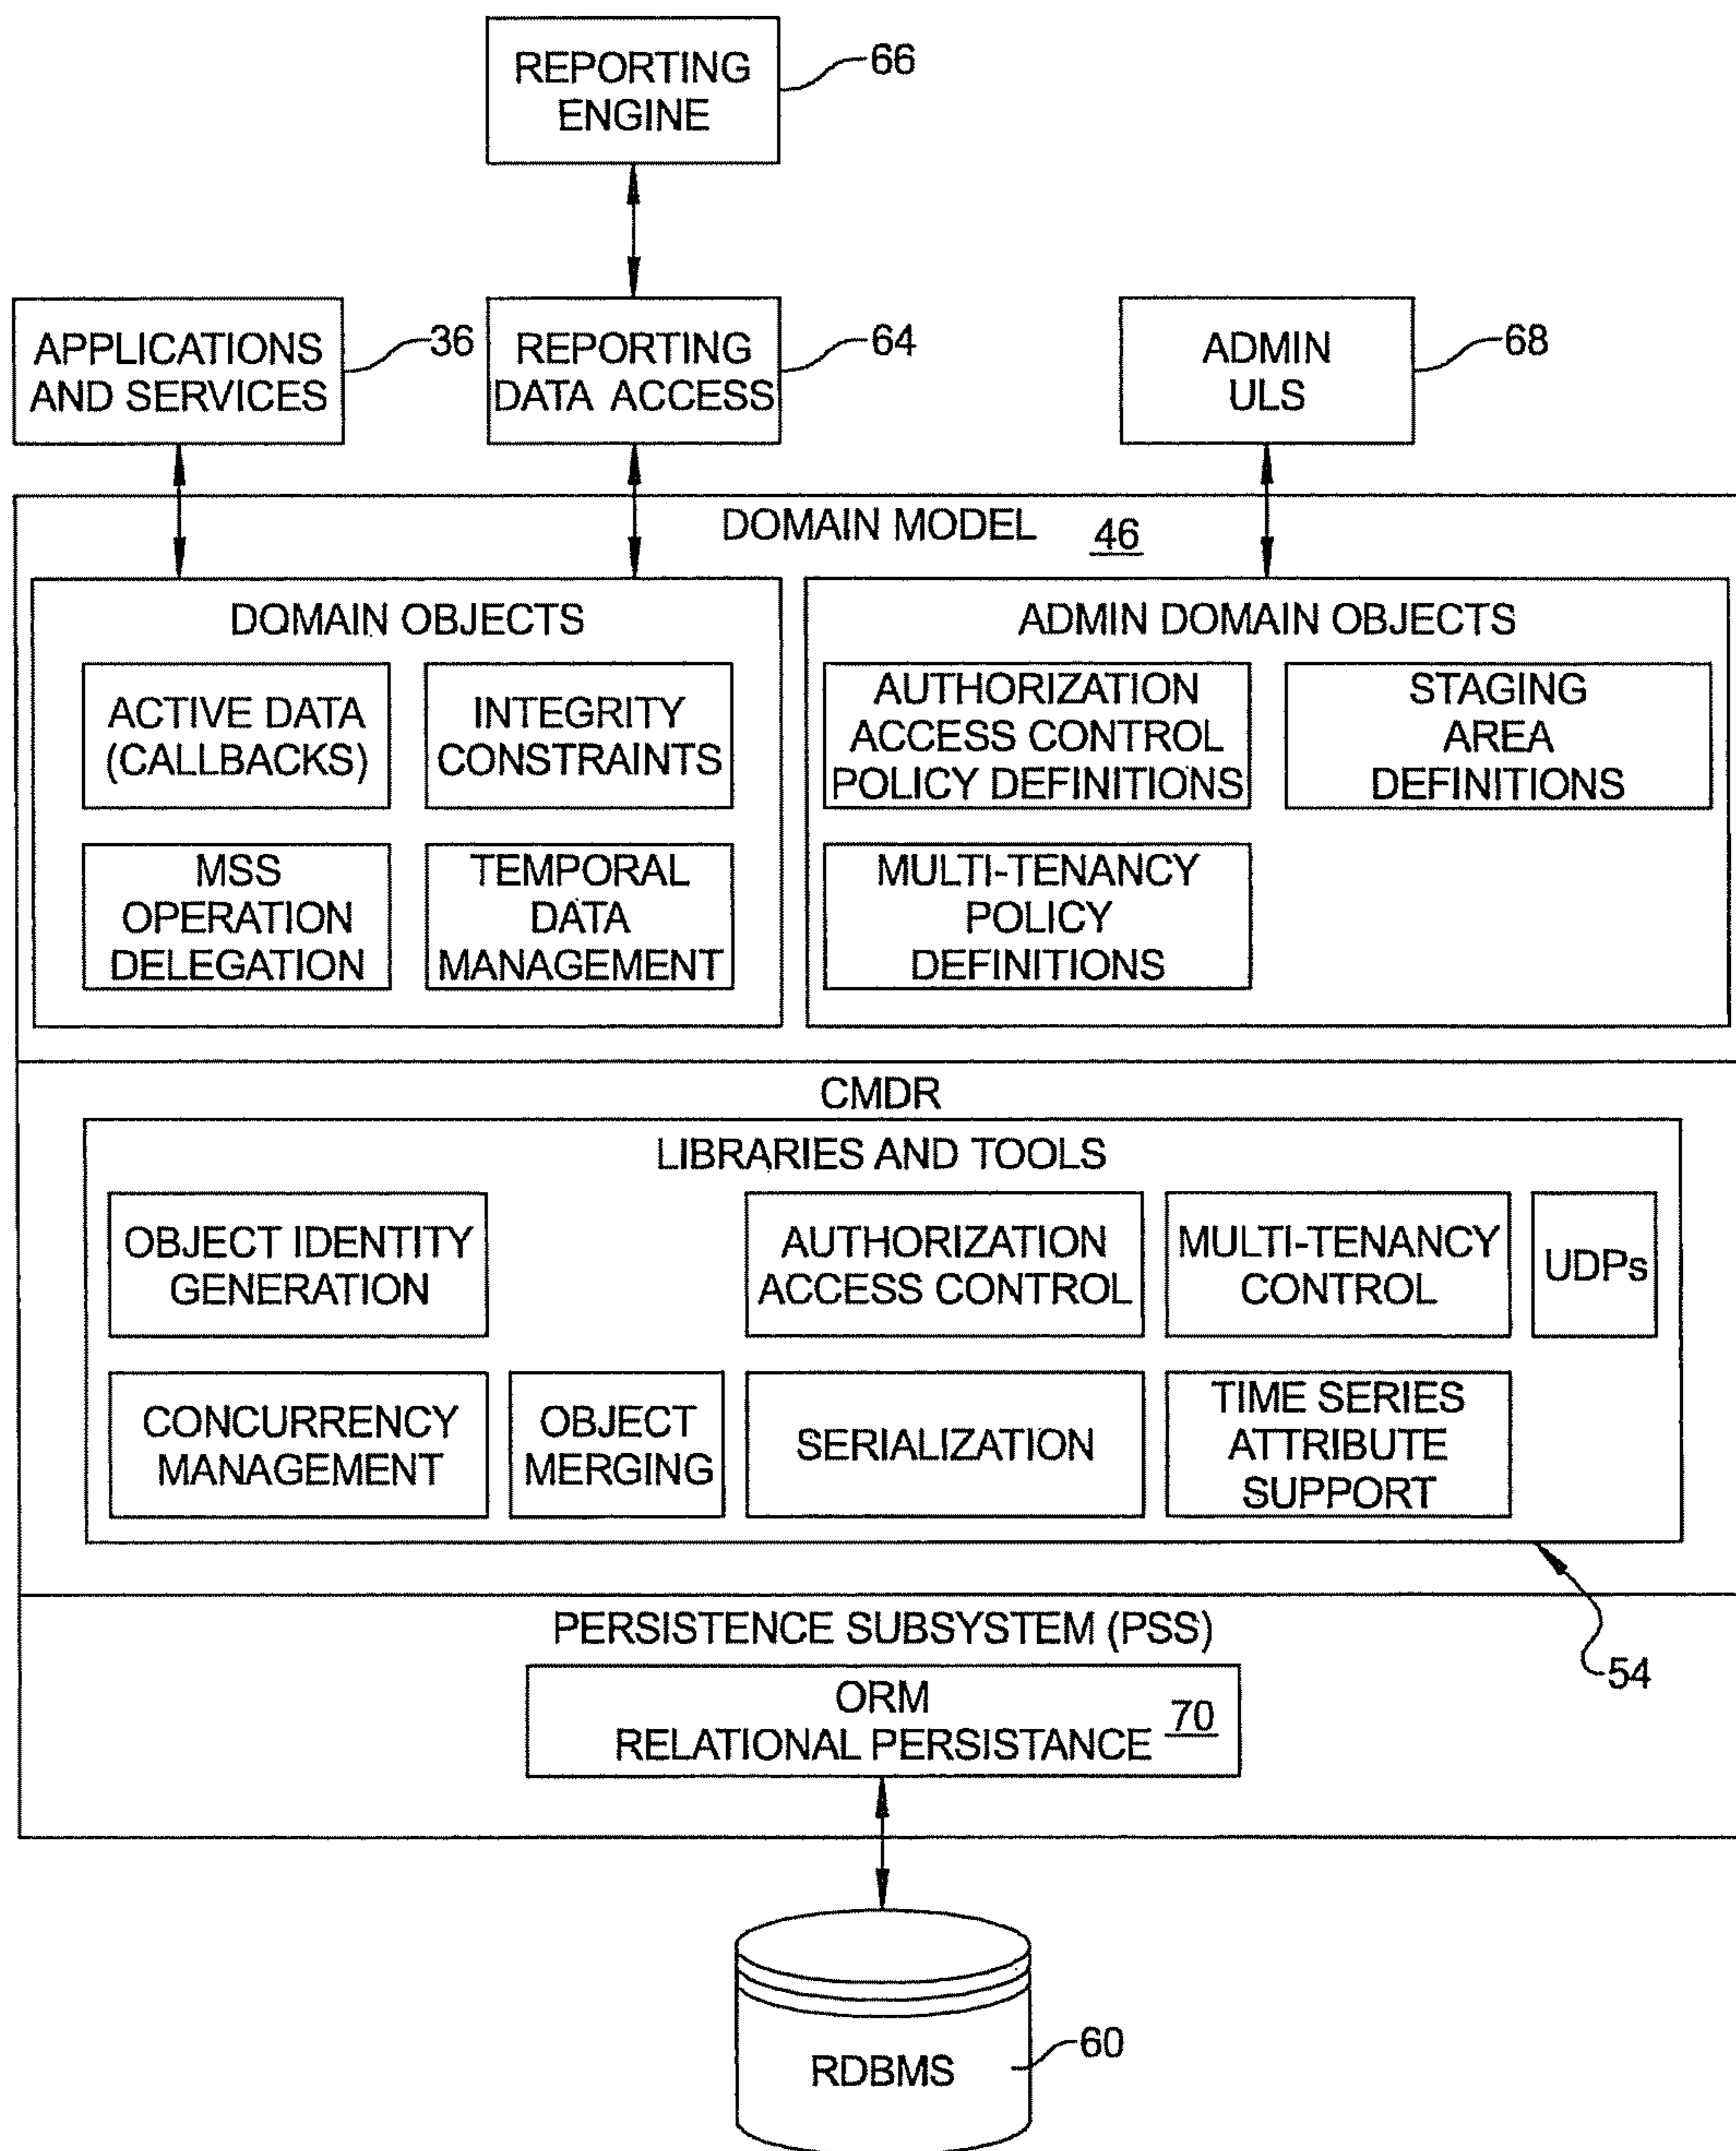 REPORTING
ENGINE
66
APPLICATIONS
AND SERVICES
36
REPORTING
DATA ACCESS
64
ADMIN
ULS
68
DOMAIN MODEL 46
DOMAIN OBJECTS
ACTIVE DATA
(CALLBACKS)
INTEGRITY
CONSTRAINTS
MSS
OPERATION
DELEGATION
TEMPORAL
DATA
MANAGEMENT
ADMIN DOMAIN OBJECTS
AUTHORIZATION
ACCESS CONTROL
POLICY DEFINITIONS
STAGING
AREA
DEFINITIONS
MULTI-TENANCY
POLICY
DEFINITIONS
CMDR
LIBRARIES AND TOOLS
OBJECT IDENTITY
GENERATION
AUTHORIZATION
ACCESS CONTROL
MULTI-TENANCY
CONTROL
UDPs
CONCURRENCY
MANAGEMENT
OBJECT
MERGING
SERIALIZATION
TIME SERIES
ATTRIBUTE
SUPPORT
54
PERSISTENCE SUBSYSTEM (PSS)
ORM
RELATIONAL PERSISTANCE 70
RDBMS
60